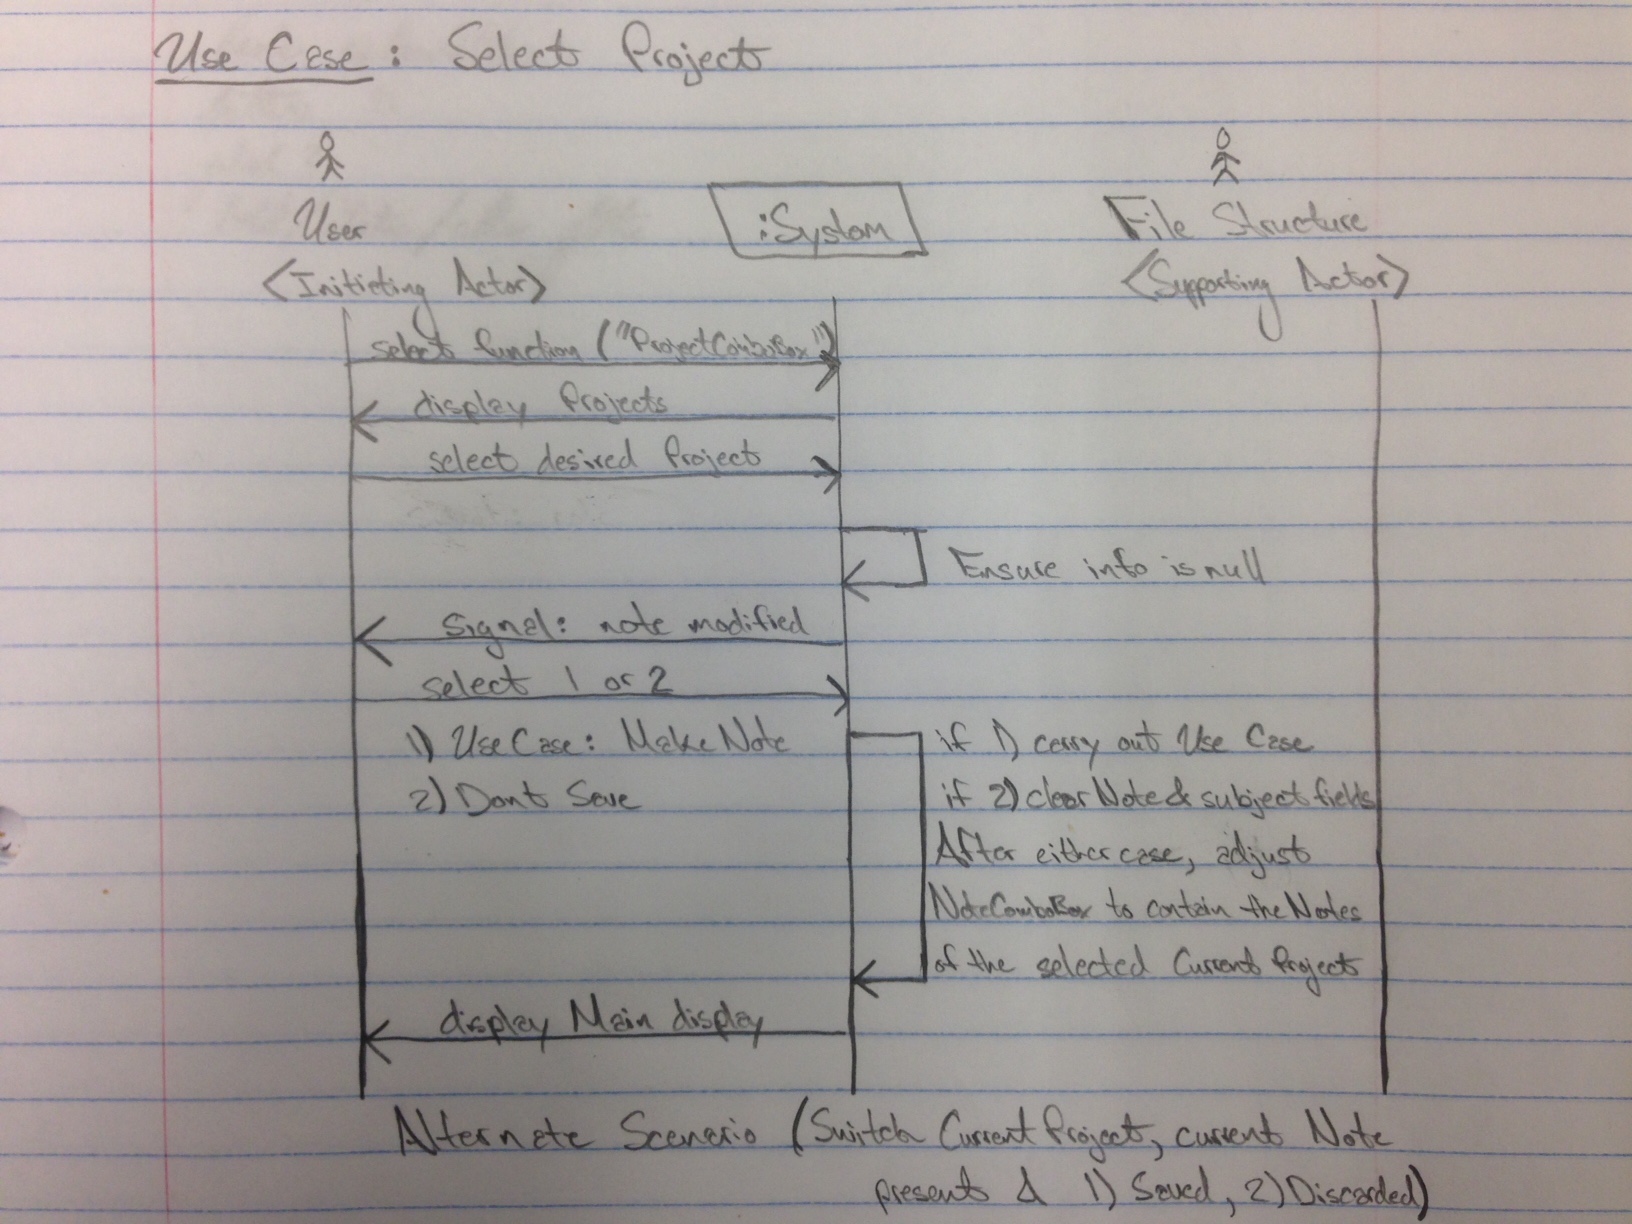 Use Case: Select Project
User
:System
File Structure
<Initiating Actor>
<Supporting Actor>
select function ("ProjectComboBox")
display Projects
select desired Project
Ensure info is null
Signal: note modified
select 1 or 2
1) Use Case: Make Note
if 1) carry out Use Case
2) Dont Save
if 2) clear Note & subject fields
After either case, adjust
NoteComboBox to contain the Notes
of the selected Current Project
display Main display
Alternate Scenario (Switch Current Project, current Note
present & 1) Saved, 2) Discarded)